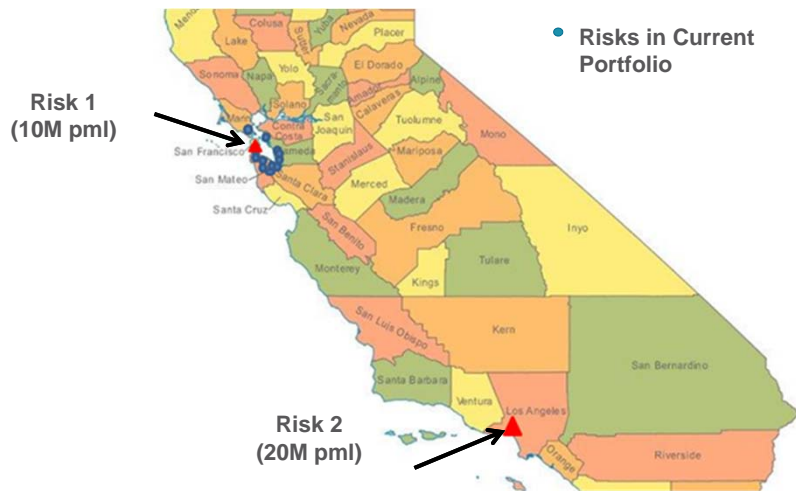 Risks in Current
Portfolio
Risk 1
(10M pml)
Risk 2
(20M pml)
Colusa
Yuba
Nevada
Placer
Lake
Sutter
El Dorado
Yolo
Sonoma
Napa
Alpine
Amador
Solano
Calaveras
Marin
San
Joaquin
Tuolumne
Mono
Contra
Costa
San Francisco
Stanislaus
Mariposa
San Mateo
Santa Clara
Merced
Madera
Santa Cruz
San Benito
Fresno
Inyo
Monterey
Kings
Tulare
San Luis Obispo
Kern
San Bernardino
Santa Barbara
Ventura
Los Angeles
Orange
Riverside